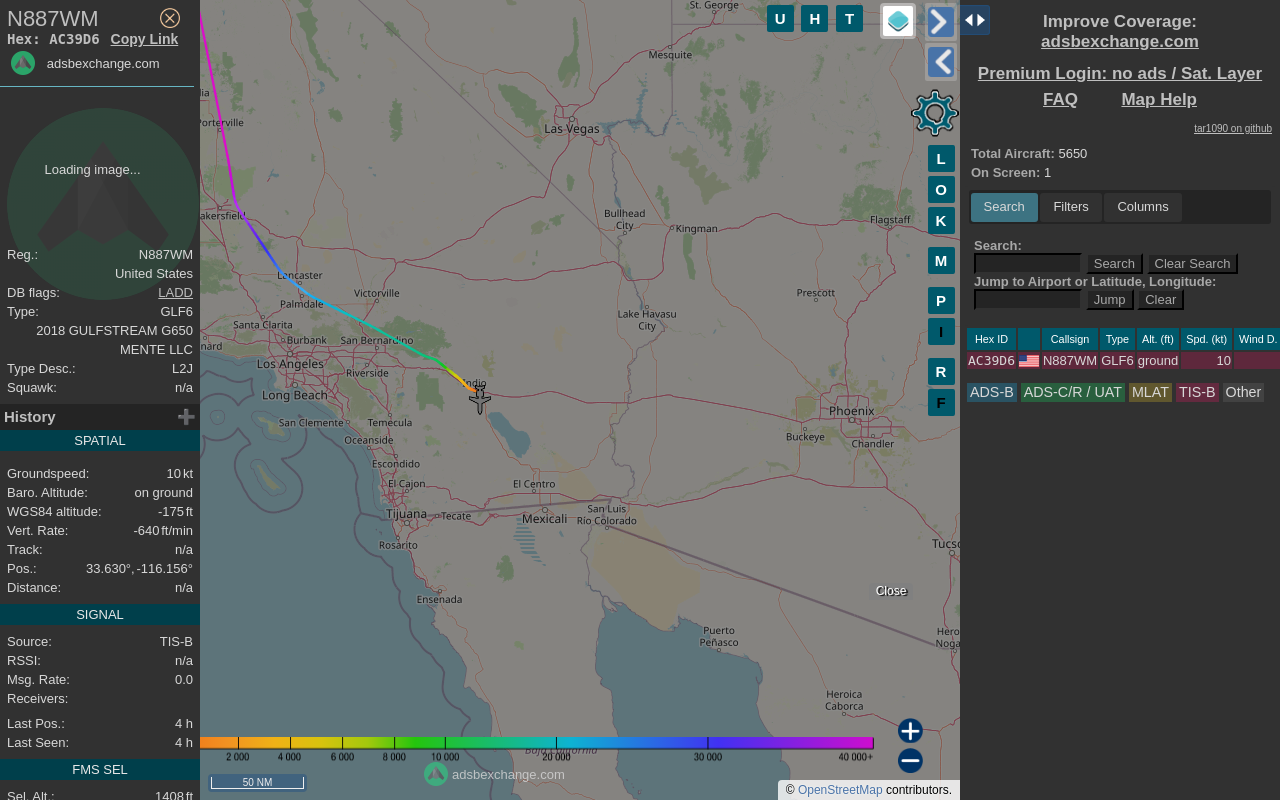 N887WM
Hex: AC39D6 Copy Link
adsbexchange.com
Loading image...
Reg.: N887WM
United States
DB flags: LADD
Type: GLF6
2018 GULFSTREAM G650
MENTE LLC
Type Desc.: L2J
Squawk: n/a
History
SPATIAL
Groundspeed: 10 kt
Baro. Altitude: on ground
WGS84 altitude: -175 ft
Vert. Rate: -640 ft/min
Track: n/a
Pos.: 33.630°, -116.156°
Distance: n/a
SIGNAL
Source: TIS-B
RSSI: n/a
Msg. Rate: 0.0
Receivers:
Last Pos.: 4 h
Last Seen: 4 h
FMS SEL
Sel. Alt.: 1408 ft
St. George
Mesquite
Las Vegas
Porterville
Bakersfield
Bullhead
City
Kingman
Flagstaff
Lancaster
Palmdale
Victorville
Prescott
Santa Clarita
Lake Havasu
City
Burbank
San Bernardino
Los Angeles
Riverside
Indio
Long Beach
Phoenix
San Clemente
Temecula
Buckeye
Chandler
Oceanside
Escondido
El Cajon
El Centro
Tijuana
Tecate
Mexicali
San Luis
Río Colorado
Rosarito
Ensenada
Puerto
Peñasco
Heroica
Caborca
U H T
L
O
K
M
P
I
R
F
Close
2 000 4 000 6 000 8 000 10 000 20 000 30 000 40 000+
Baja California
50 NM
adsbexchange.com
© OpenStreetMap contributors.
Improve Coverage:
adsbexchange.com
Premium Login: no ads / Sat. Layer
FAQ Map Help
tar1090 on github
Total Aircraft: 5650
On Screen: 1
Search Filters Columns
Search:
Search Clear Search
Jump to Airport or Latitude, Longitude:
Jump Clear
Hex ID Callsign Type Alt. (ft) Spd. (kt) Wind D.
AC39D6 N887WM GLF6 ground 10
ADS-B ADS-C/R / UAT MLAT TIS-B Other